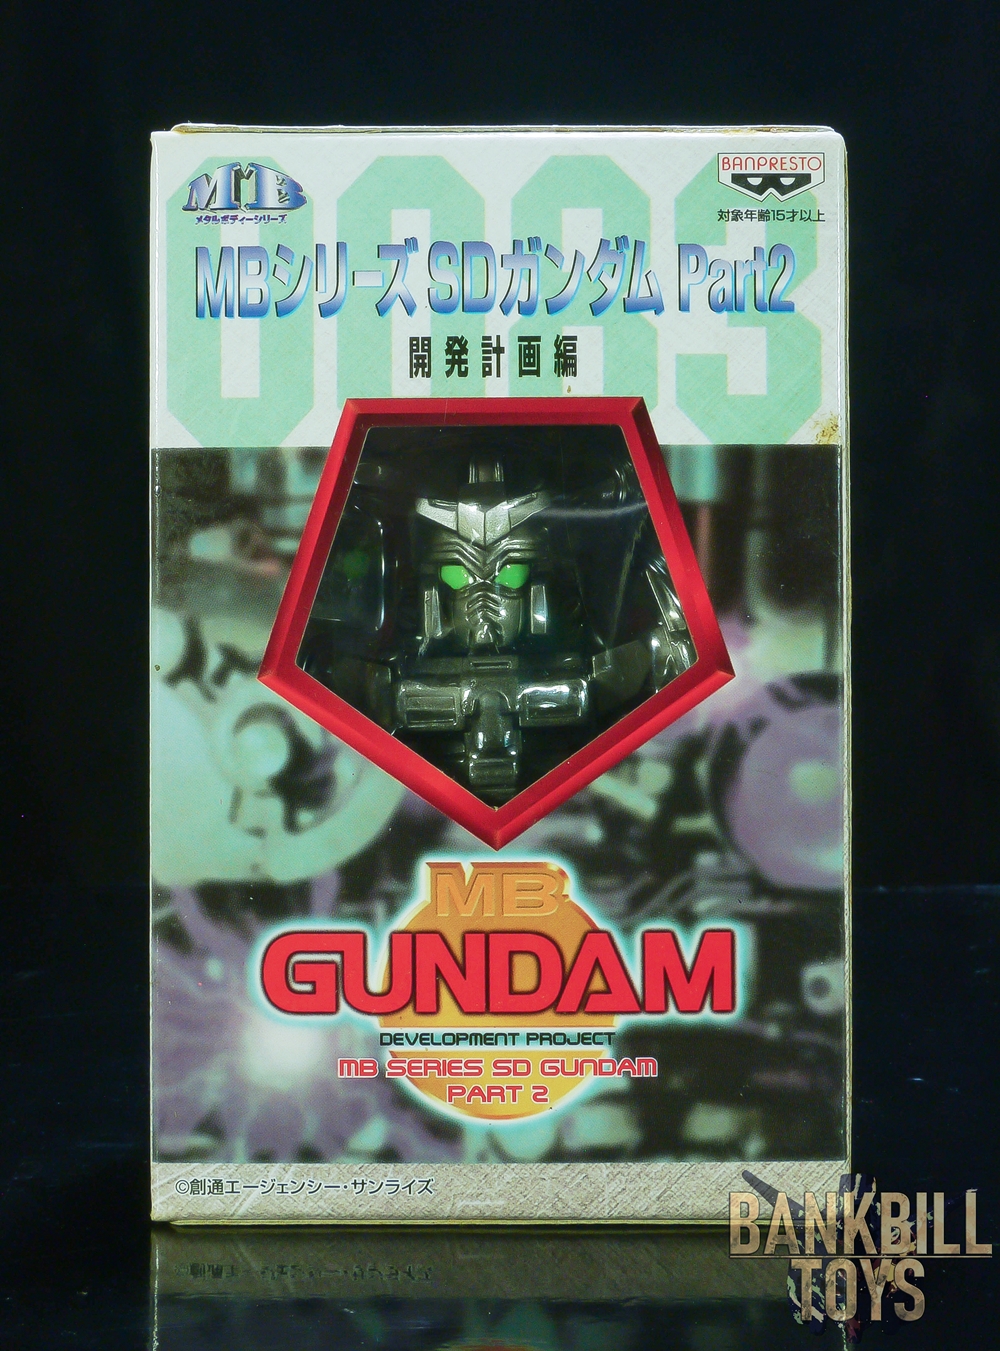 0083
MB
メタルボディーシリーズ
BANPRESTO
対象年齢15才以上
MBシリーズ SDガンダム Part2
開発計画編
MB
GUNDAM
DEVELOPMENT PROJECT
MB SERIES SD GUNDAM
PART 2
©創通エージェンシー・サンライズ
BANKBILL
TOYS